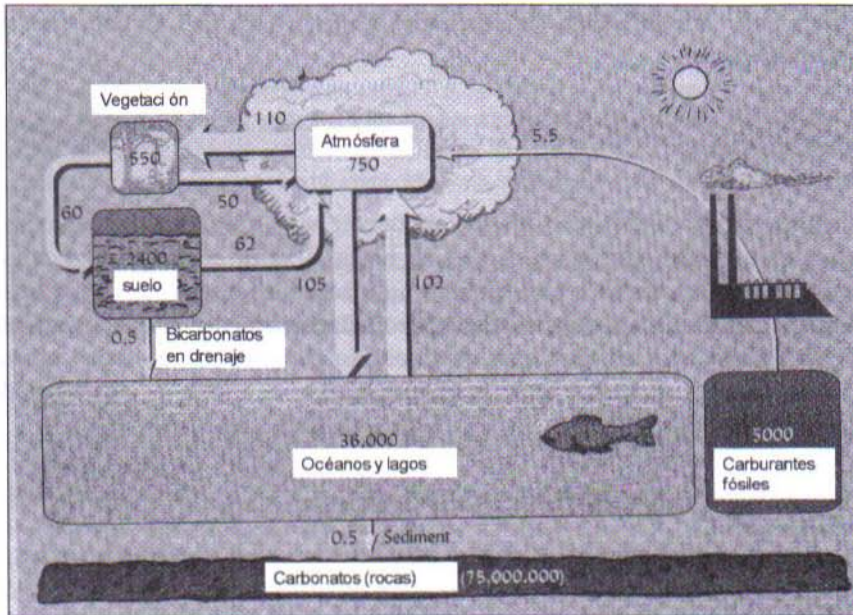 Vegetaci ón
110
Atmósfera
750
5.5
550
50
60
62
2400
suelo
105
102
0.5
Bicarbonatos
en drenaje
36.000
Océanos y lagos
5000
Carburantes
fósiles
0.5 Sediment
Carbonatos (rocas) (75,000.000)